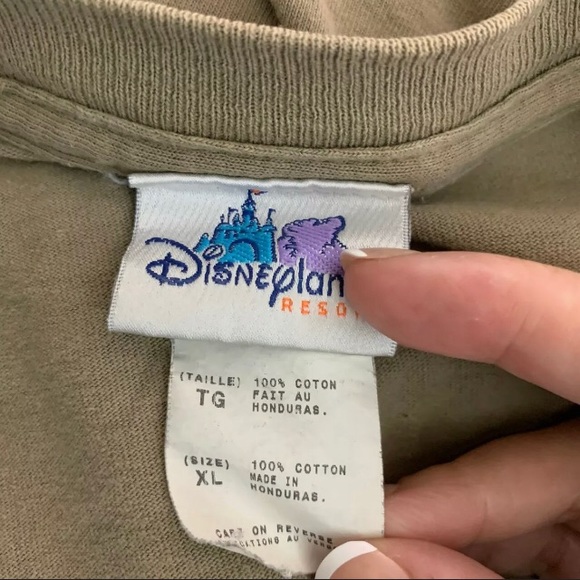 Disneylan
RESO
(TAILLE) 100% COTON
TG FAIT AU
HONDURAS.
(SIZE) 100% COTTON
XL MADE IN
HONDURAS.
CARE ON REVERSE
AU